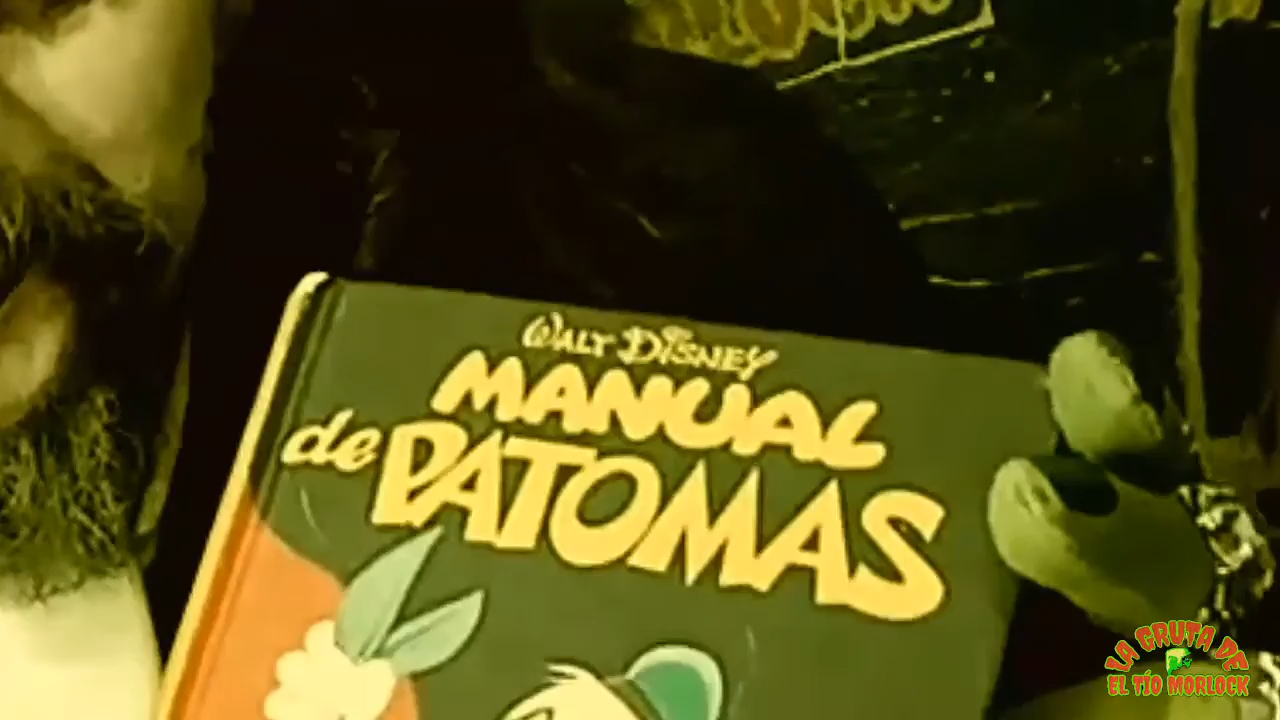 WALT DISNEY
MANUAL
de PATOMAS
LA GRUTA DE
EL TÍO MORLOCK